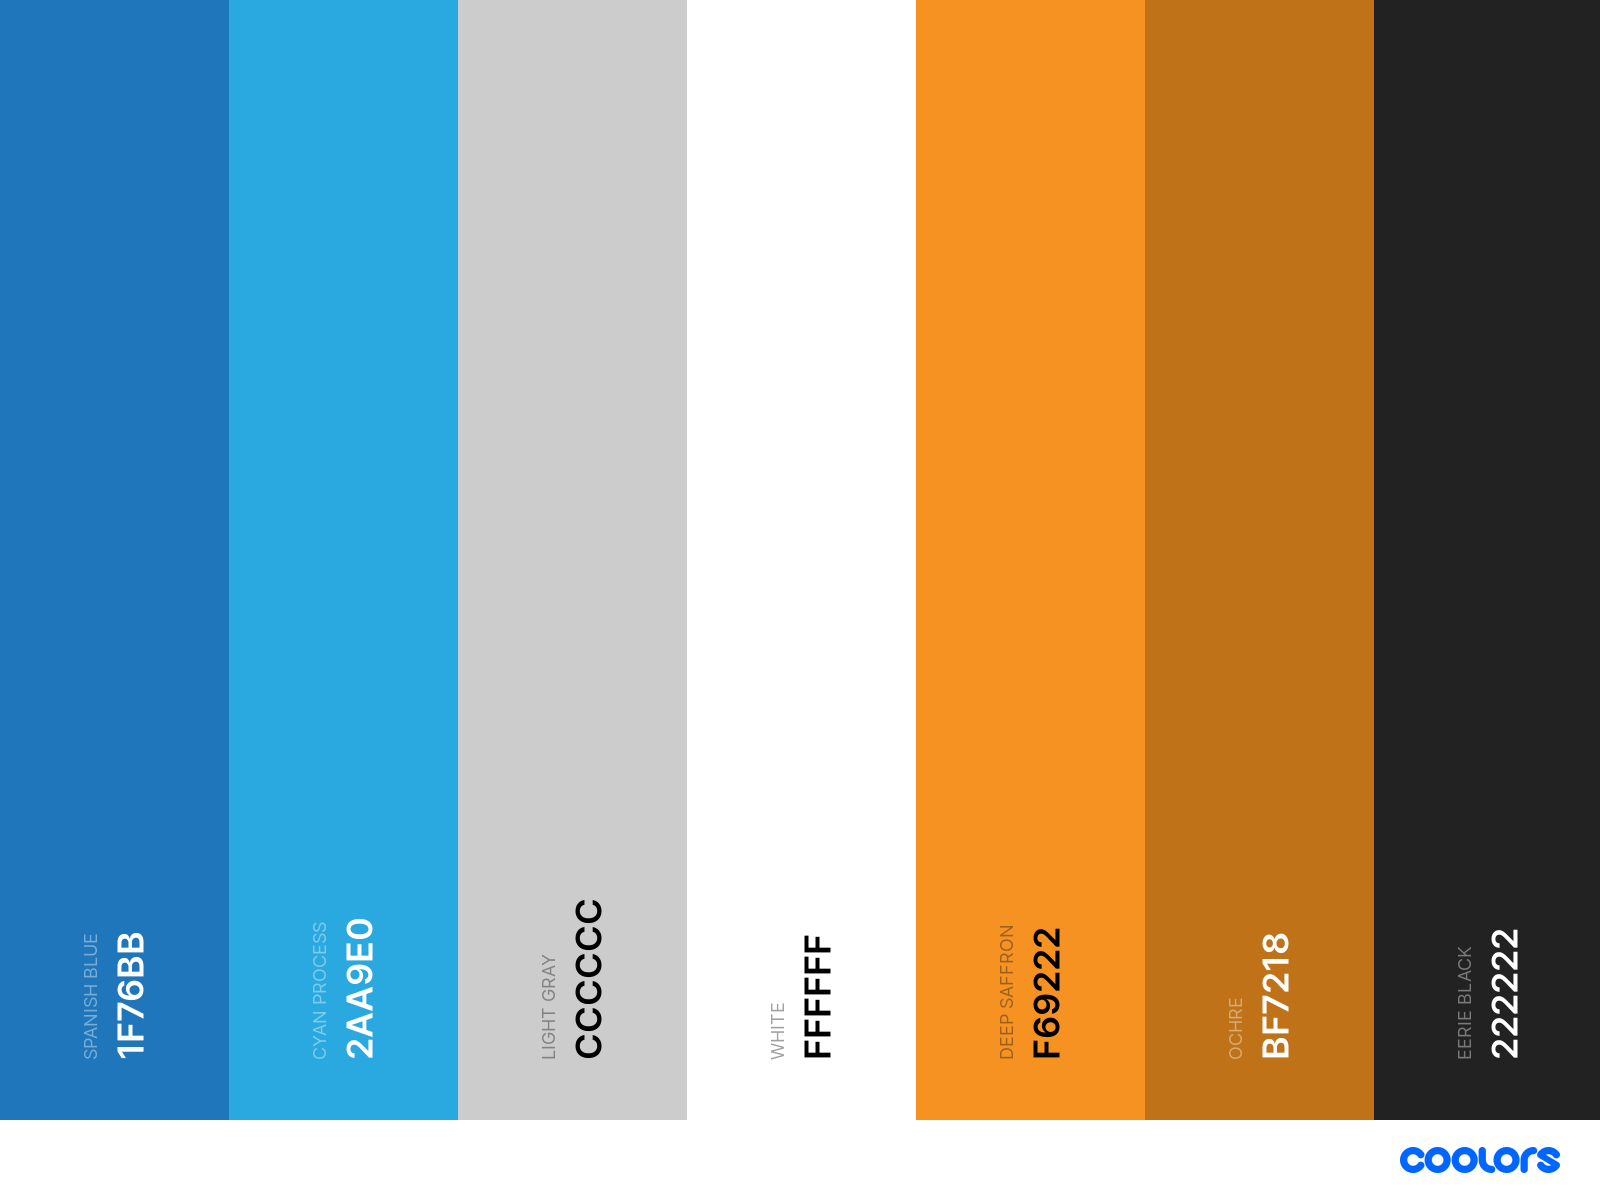 SPANISH BLUE
1F76BB
CYAN PROCESS
2AA9E0
LIGHT GRAY
CCCCCC
WHITE
FFFFFF
DEEP SAFFRON
F69222
OCHRE
BF7218
EERIE BLACK
222222
coolors